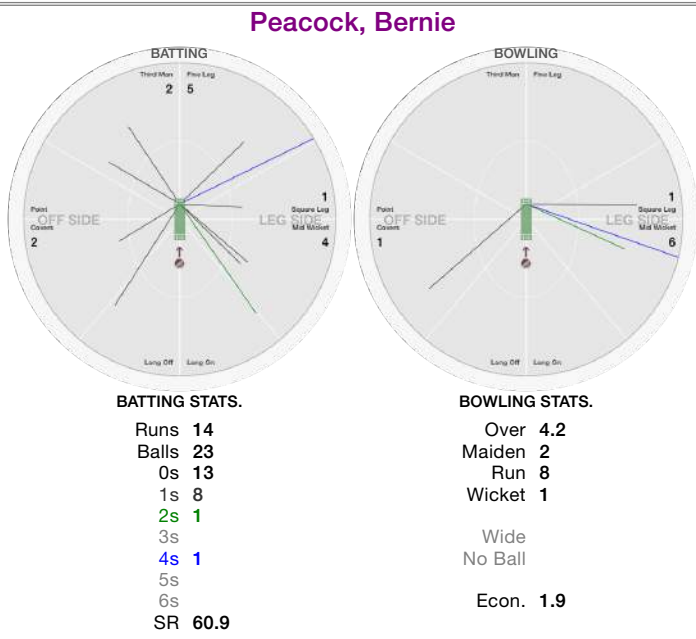 Peacock, Bernie
BATTING
Third Man Fine Leg
2 5
Point
OFF SIDE
Covers
2
1
Square Leg
LEG SIDE
Mid Wicket
4
Long Off Long On
BOWLING
Third Man Fine Leg
Point
OFF SIDE
Covers
1
1
Square Leg
LEG SIDE
Mid Wicket
6
Long Off Long On
BATTING STATS.
Runs 14
Balls 23
0s 13
1s 8
2s 1
3s
4s 1
5s
6s
SR 60.9
BOWLING STATS.
Over 4.2
Maiden 2
Run 8
Wicket 1
Wide
No Ball
Econ. 1.9